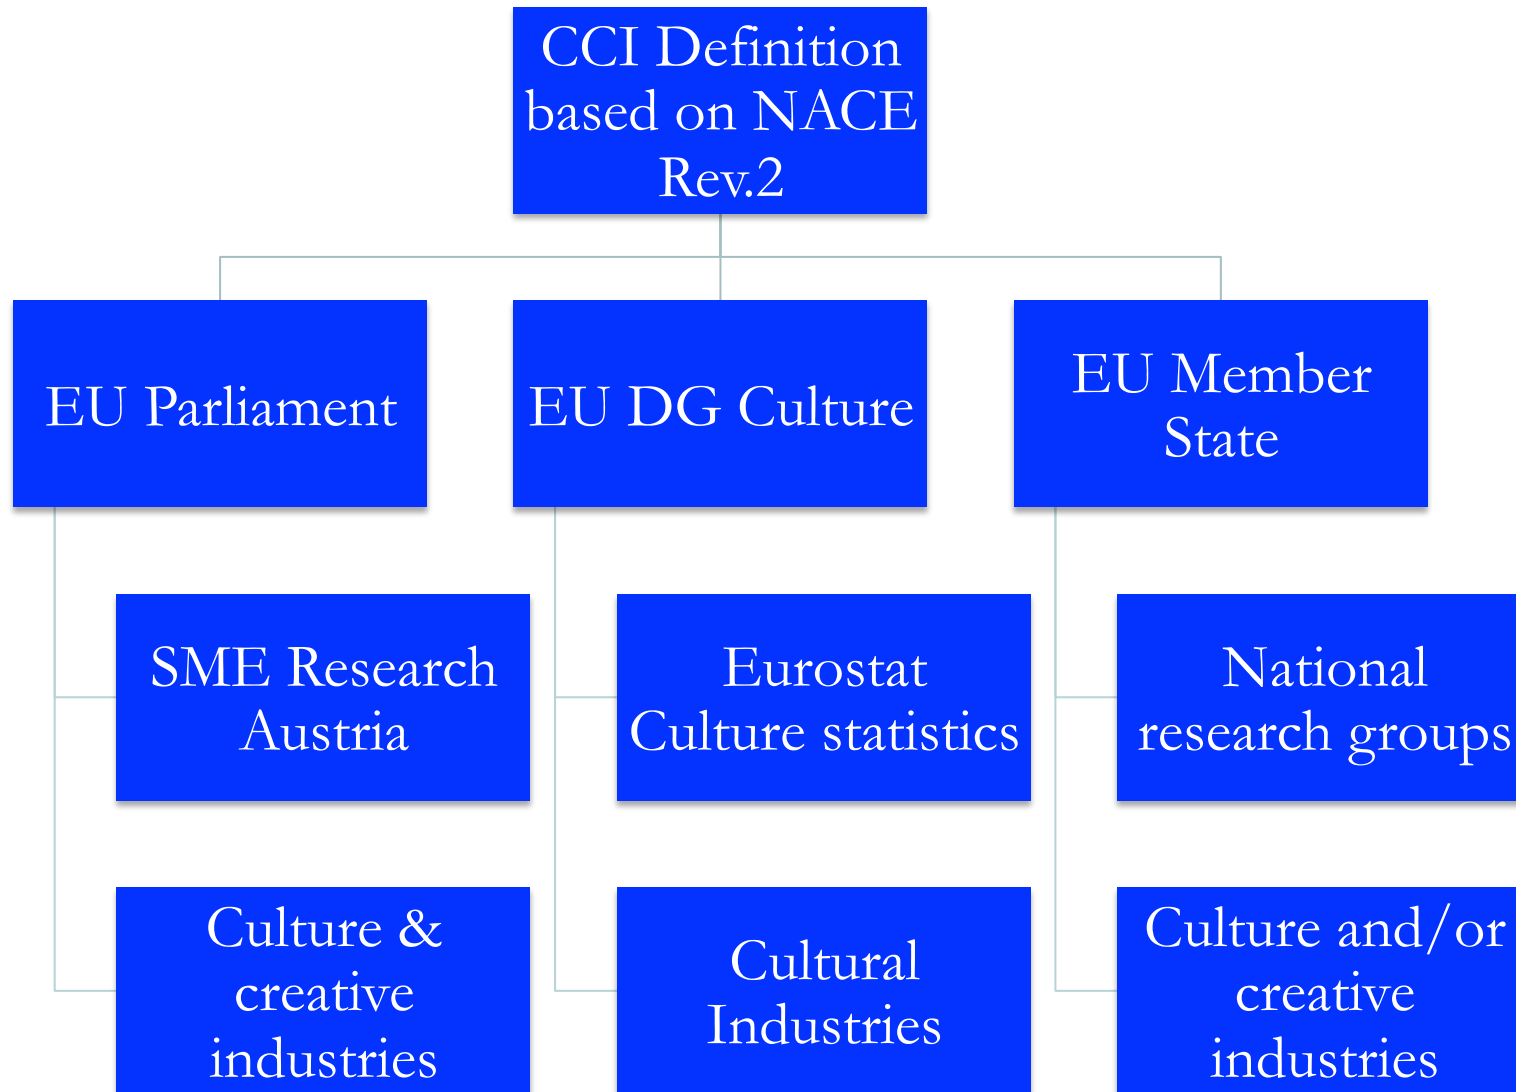 CCI Definition
based on NACE
Rev.2
EU Parliament
EU DG Culture
EU Member
State
SME Research
Austria
Eurostat
Culture statistics
National
research groups
Culture &
creative
industries
Cultural
Industries
Culture and/or
creative
industries